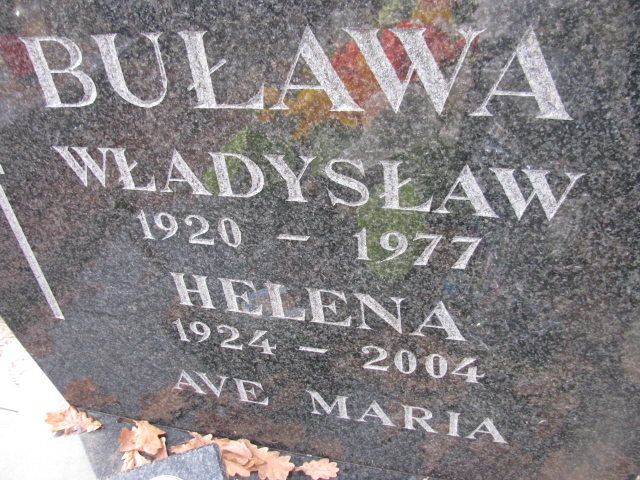 BUŁAWA
WŁADYSŁAW
1920 – 1977
HELENA
1924 – 2004
AVE MARIA